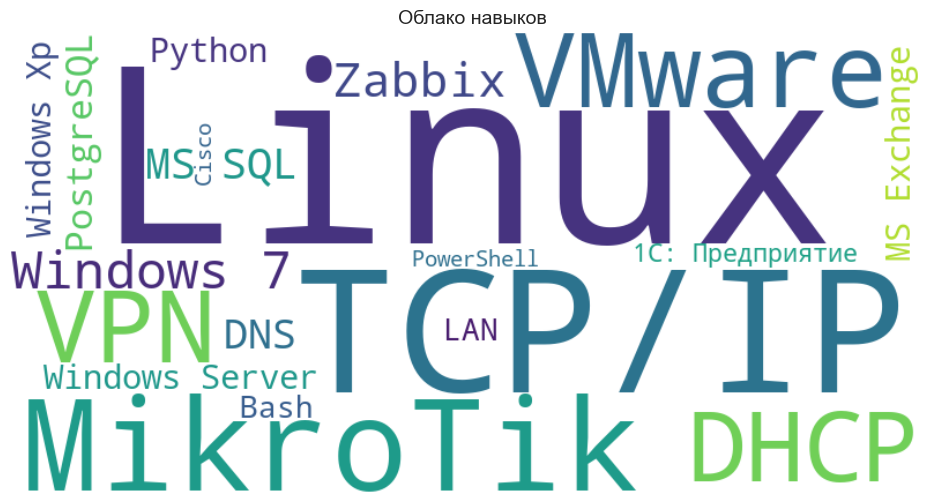 Облако навыков
Windows Xp
PostgreSQL
Python
Zabbix
VMware
MS Exchange
Linux
MS SQL
Cisco
Windows 7
PowerShell
1С: Предприятие
VPN
DNS
TCP/IP
LAN
Windows Server
Bash
MikroTik
DHCP